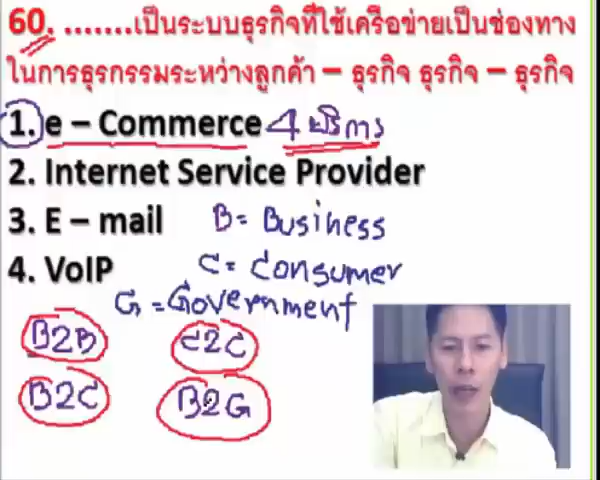 60. .......เป็นระบบธุรกิจที่ใช้เครือข่ายเป็นช่องทาง
ในการธุรกรรมระหว่างลูกค้า – ธุรกิจ ธุรกิจ – ธุรกิจ
1. e – Commerce 4
2. Internet Service Provider
3. E – mail B = Business
4. VoIP C = Consumer
G = Government
B2B C2C
B2C B2G